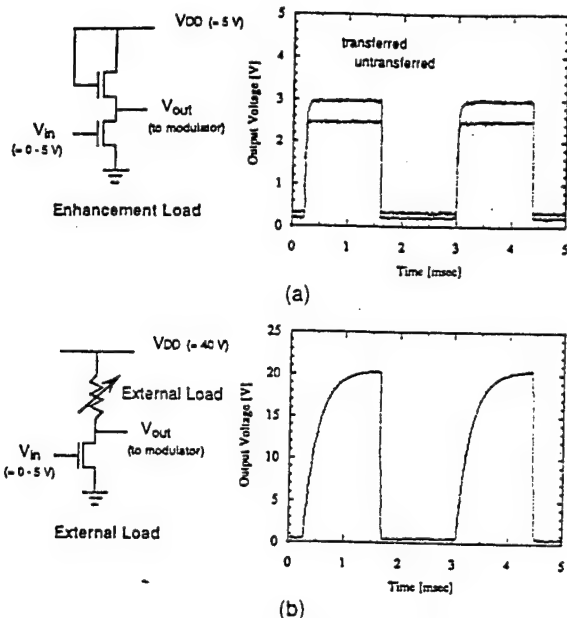 VDD (= 5 V)
Vout
(to modulator)
Vin
(= 0 - 5 V)
Enhancement Load
Output Voltage [V]
5
4
3
2
1
0
transferred
untransferred
0 1 2 3 4 5
Time [msec]
(a)
VDD (= 40 V)
External Load
Vout
(to modulator)
Vin
(= 0 - 5 V)
External Load
Output Voltage [V]
25
20
15
10
5
0
0 1 2 3 4 5
Time [msec]
(b)